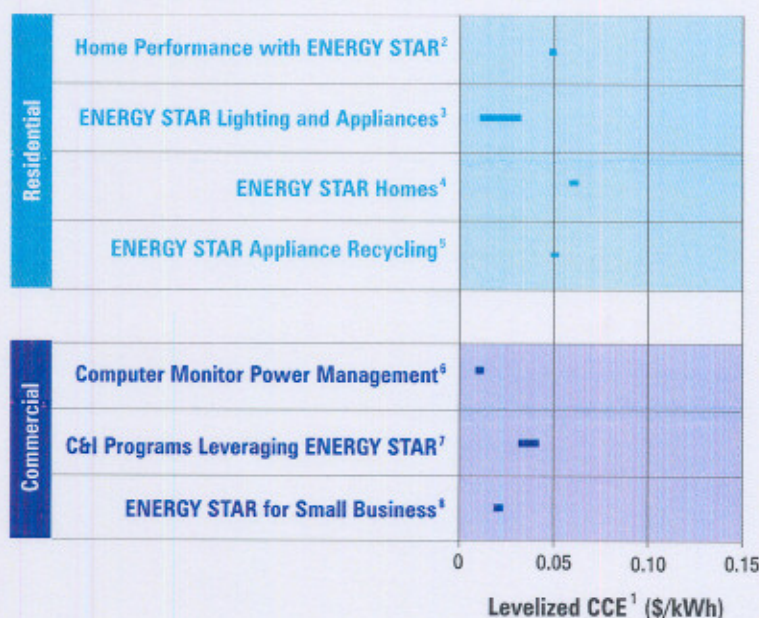 Residential
Home Performance with ENERGY STAR²
ENERGY STAR Lighting and Appliances³
ENERGY STAR Homes⁴
ENERGY STAR Appliance Recycling⁵
Commercial
Computer Monitor Power Management⁶
C&I Programs Leveraging ENERGY STAR⁷
ENERGY STAR for Small Business⁸
0 0.05 0.10 0.15
Levelized CCE¹ ($/kWh)